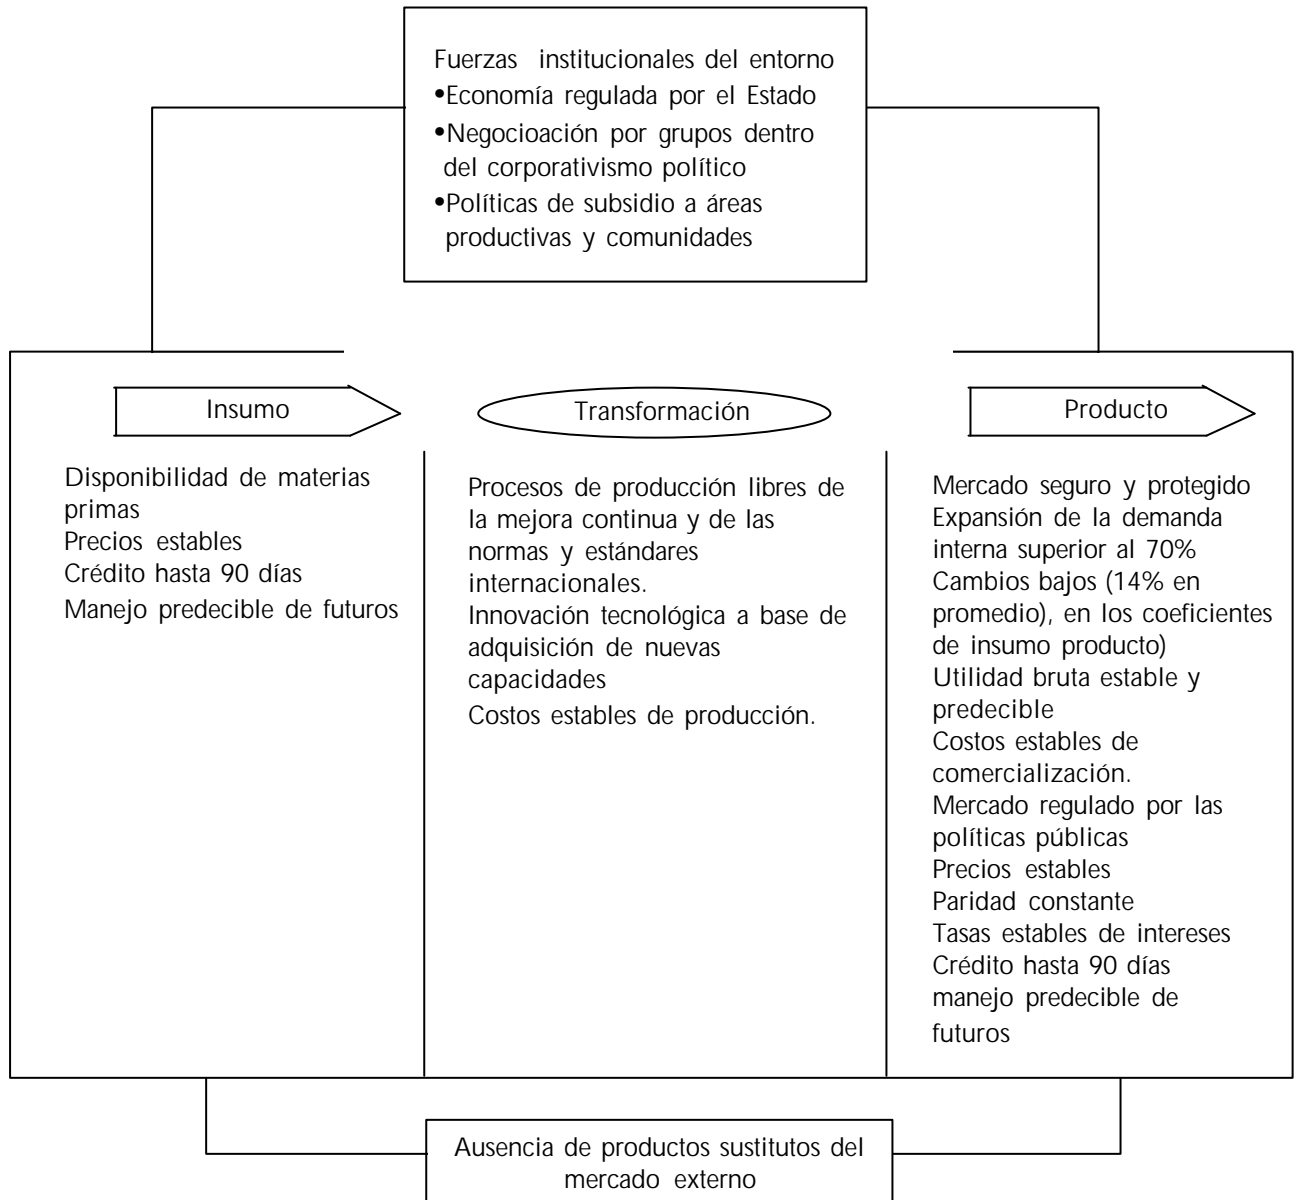 Fuerzas institucionales del entorno
•Economía regulada por el Estado
•Negocioación por grupos dentro
del corporativismo político
•Políticas de subsidio a áreas
productivas y comunidades
Insumo
Disponibilidad de materias
primas
Precios estables
Crédito hasta 90 días
Manejo predecible de futuros
Transformación
Procesos de producción libres de
la mejora continua y de las
normas y estándares
internacionales.
Innovación tecnológica a base de
adquisición de nuevas
capacidades
Costos estables de producción.
Producto
Mercado seguro y protegido
Expansión de la demanda
interna superior al 70%
Cambios bajos (14% en
promedio), en los coeficientes
de insumo producto)
Utilidad bruta estable y
predecible
Costos estables de
comercialización.
Mercado regulado por las
políticas públicas
Precios estables
Paridad constante
Tasas estables de intereses
Crédito hasta 90 días
manejo predecible de
futuros
Ausencia de productos sustitutos del
mercado externo